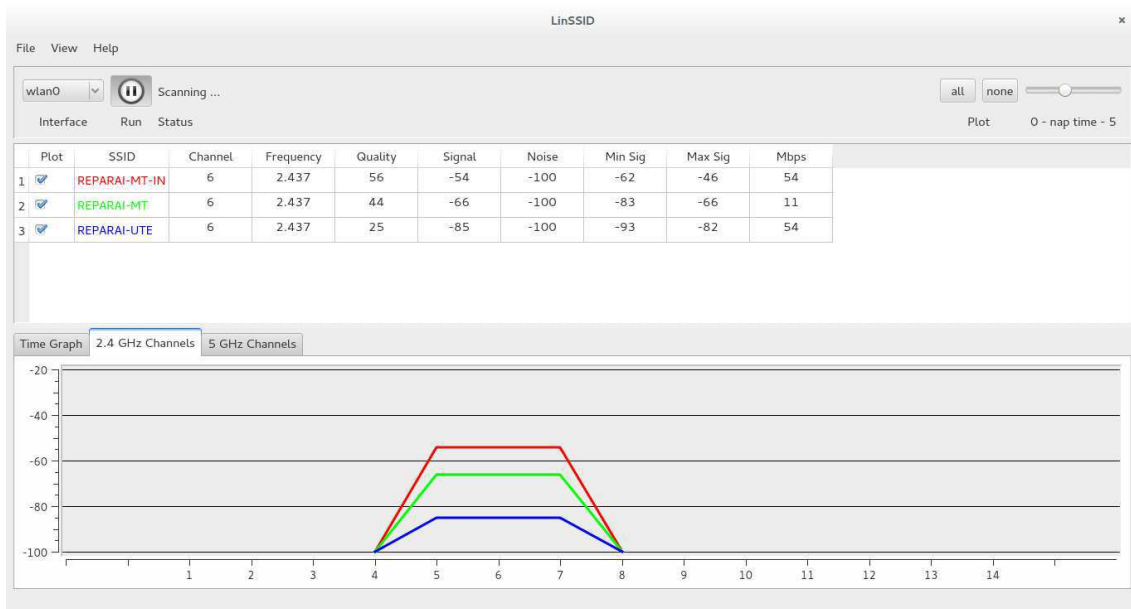 LinSSID ×
File View Help
wlan0 Scanning ... all none
Interface Run Status Plot 0 - nap time - 5
Plot SSID Channel Frequency Quality Signal Noise Min Sig Max Sig Mbps
1 REPARAI-MT-IN 6 2.437 56 -54 -100 -62 -46 54
2 REPARAI-MT 6 2.437 44 -66 -100 -83 -66 11
3 REPARAI-UTE 6 2.437 25 -85 -100 -93 -82 54
Time Graph 2.4 GHz Channels 5 GHz Channels
-20
-40
-60
-80
-100
1 2 3 4 5 6 7 8 9 10 11 12 13 14